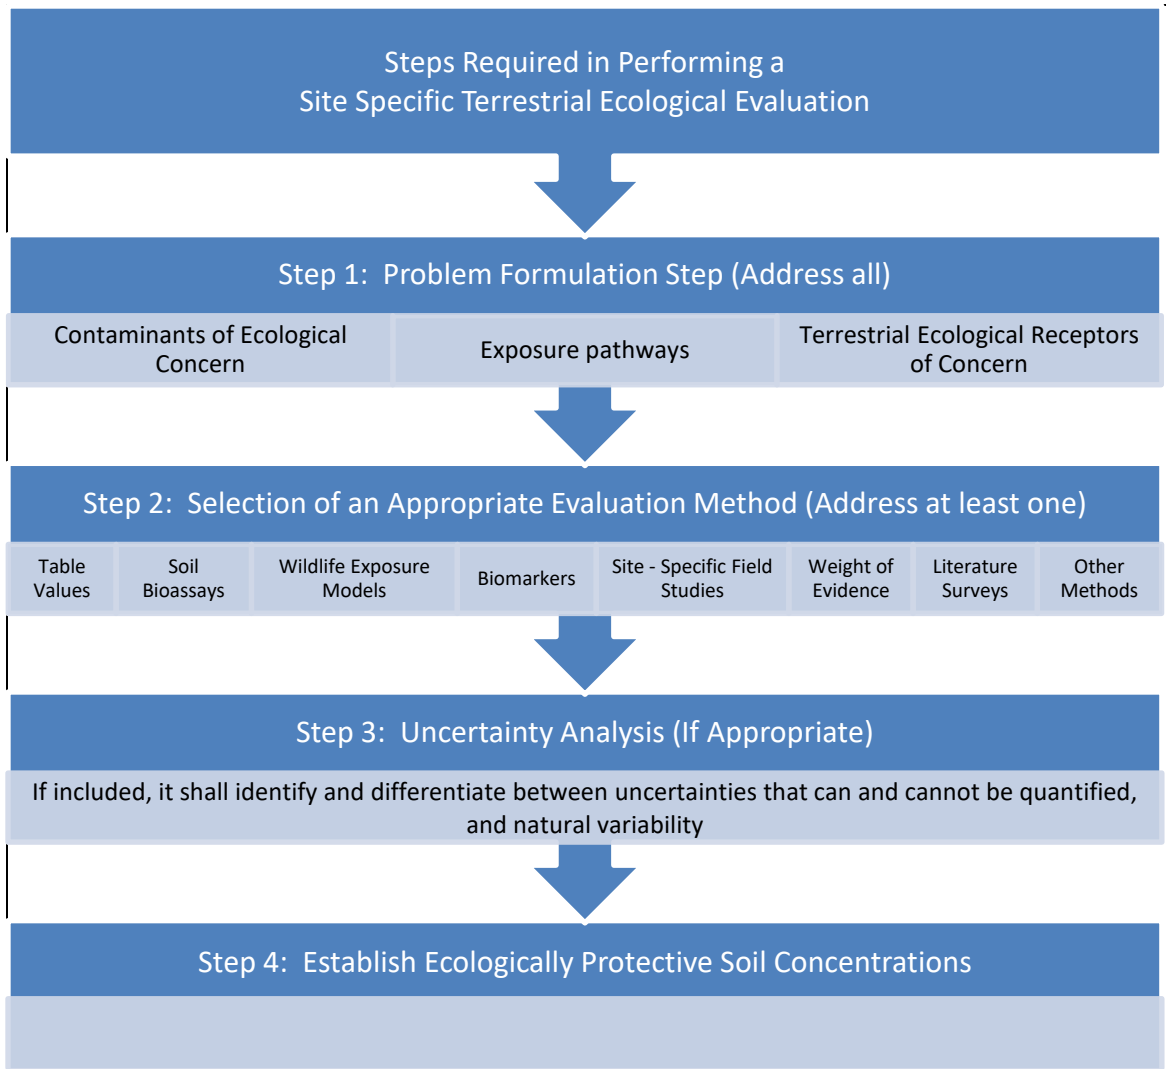 Steps Required in Performing a
Site Specific Terrestrial Ecological Evaluation
Step 1:  Problem Formulation Step (Address all)
Contaminants of Ecological
Concern
Exposure pathways
Terrestrial Ecological Receptors
of Concern
Step 2:  Selection of an Appropriate Evaluation Method (Address at least one)
Table
Values
Soil
Bioassays
Wildlife Exposure
Models
Biomarkers
Site - Specific Field
Studies
Weight of
Evidence
Literature
Surveys
Other
Methods
Step 3:  Uncertainty Analysis (If Appropriate)
If included, it shall identify and differentiate between uncertainties that can and cannot be quantified,
and natural variability
Step 4:  Establish Ecologically Protective Soil Concentrations